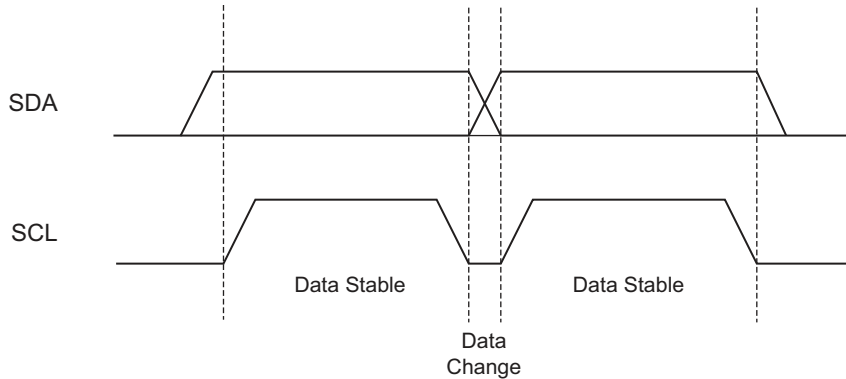 SDA
SCL
Data Stable
Data Stable
Data
Change